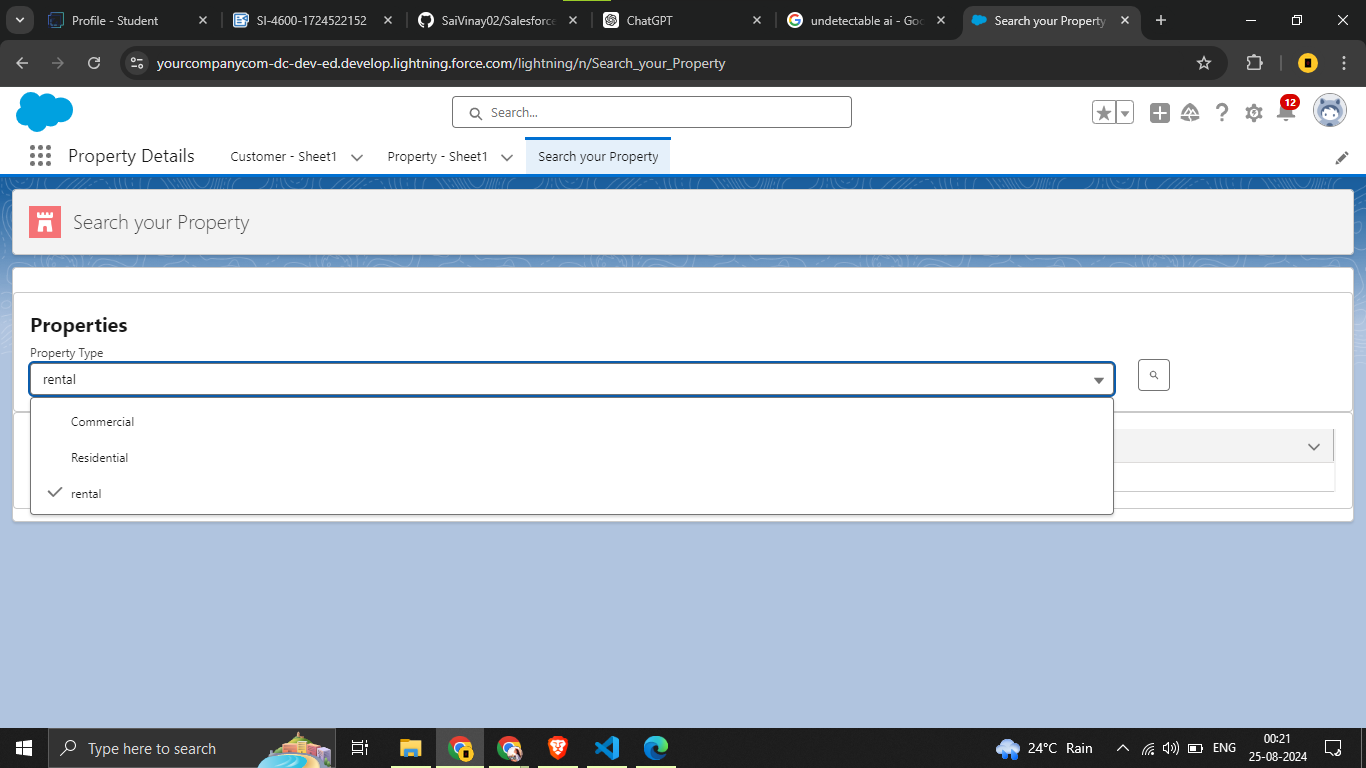 Profile - Student
SI-4600-1724522152
SaiVinay02/Salesforce
ChatGPT
undetectable ai - Goo
Search your Property
yourcompanycom-dc-dev-ed.develop.lightning.force.com/lightning/n/Search_your_Property
Search...
12
Property Details
Customer - Sheet1
Property - Sheet1
Search your Property
Search your Property
Properties
Property Type
rental
Commercial
Residential
rental
Type here to search
24°C Rain
ENG
00:21
25-08-2024